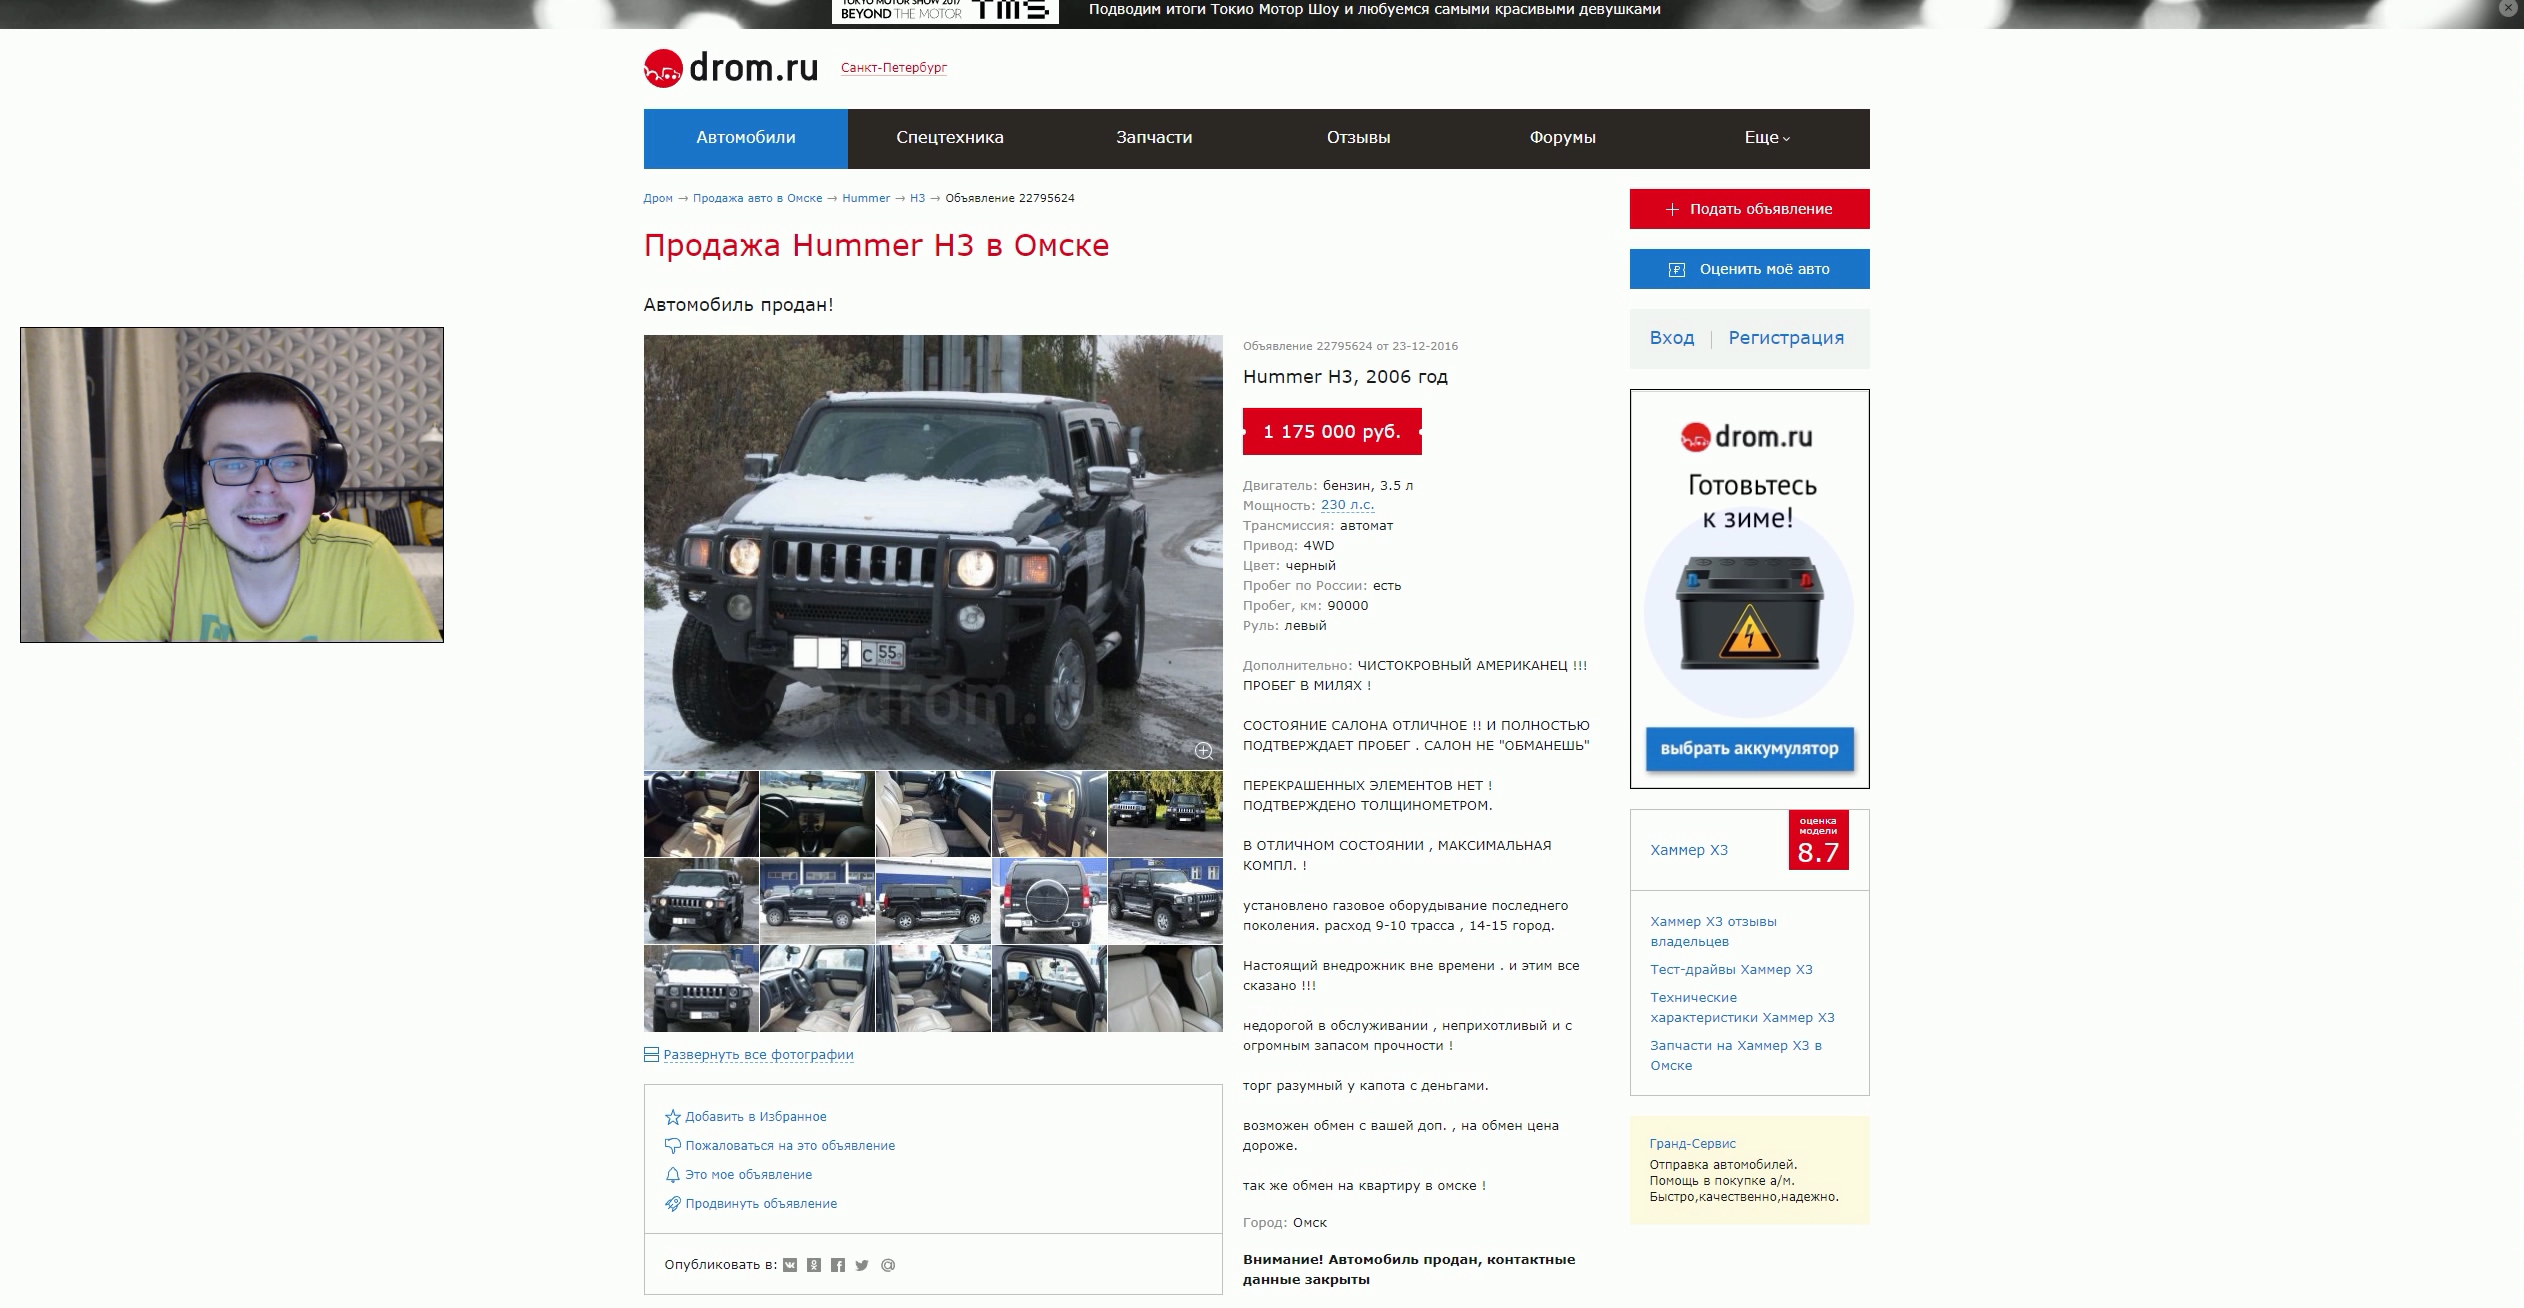 TOKYO MOTOR SHOW 2017
BEYOND THE MOTOR
TMS
Подводим итоги Токио Мотор Шоу и любуемся самыми красивыми девушками
drom.ru
Санкт-Петербург
Автомобили
Спецтехника
Запчасти
Отзывы
Форумы
Еще
Дром → Продажа авто в Омске → Hummer → H3 → Объявление 22795624
Продажа Hummer H3 в Омске
Автомобиль продан!
С 55
drom.ru
Развернуть все фотографии
Добавить в Избранное
Пожаловаться на это объявление
Это мое объявление
Продвинуть объявление
Опубликовать в:
Объявление 22795624 от 23-12-2016
Hummer H3, 2006 год
1 175 000 руб.
Двигатель: бензин, 3.5 л
Мощность: 230 л.с.
Трансмиссия: автомат
Привод: 4WD
Цвет: черный
Пробег по России: есть
Пробег, км: 90000
Руль: левый
Дополнительно: ЧИСТОКРОВНЫЙ АМЕРИКАНЕЦ !!!
ПРОБЕГ В МИЛЯХ !
СОСТОЯНИЕ САЛОНА ОТЛИЧНОЕ !! И ПОЛНОСТЬЮ
ПОДТВЕРЖДАЕТ ПРОБЕГ . САЛОН НЕ "ОБМАНЕШЬ"
ПЕРЕКРАШЕННЫХ ЭЛЕМЕНТОВ НЕТ !
ПОДТВЕРЖДЕНО ТОЛЩИНОМЕТРОМ.
В ОТЛИЧНОМ СОСТОЯНИИ , МАКСИМАЛЬНАЯ
КОМПЛ. !
установлено газовое оборудывание последнего
поколения. расход 9-10 трасса , 14-15 город.
Настоящий внедрожник вне времени . и этим все
сказано !!!
недорогой в обслуживании , неприхотливый и с
огромным запасом прочности !
торг разумный у капота с деньгами.
возможен обмен с вашей доп. , на обмен цена
дороже.
так же обмен на квартиру в омске !
Город: Омск
Внимание! Автомобиль продан, контактные
данные закрыты
Подать объявление
Оценить моё авто
Вход | Регистрация
drom.ru
Готовьтесь
к зиме!
выбрать аккумулятор
Хаммер Х3
оценка
модели
8.7
Хаммер Х3 отзывы
владельцев
Тест-драйвы Хаммер Х3
Технические
характеристики Хаммер Х3
Запчасти на Хаммер Х3 в
Омске
Гранд-Сервис
Отправка автомобилей.
Помощь в покупке а/м.
Быстро,качественно,надежно.